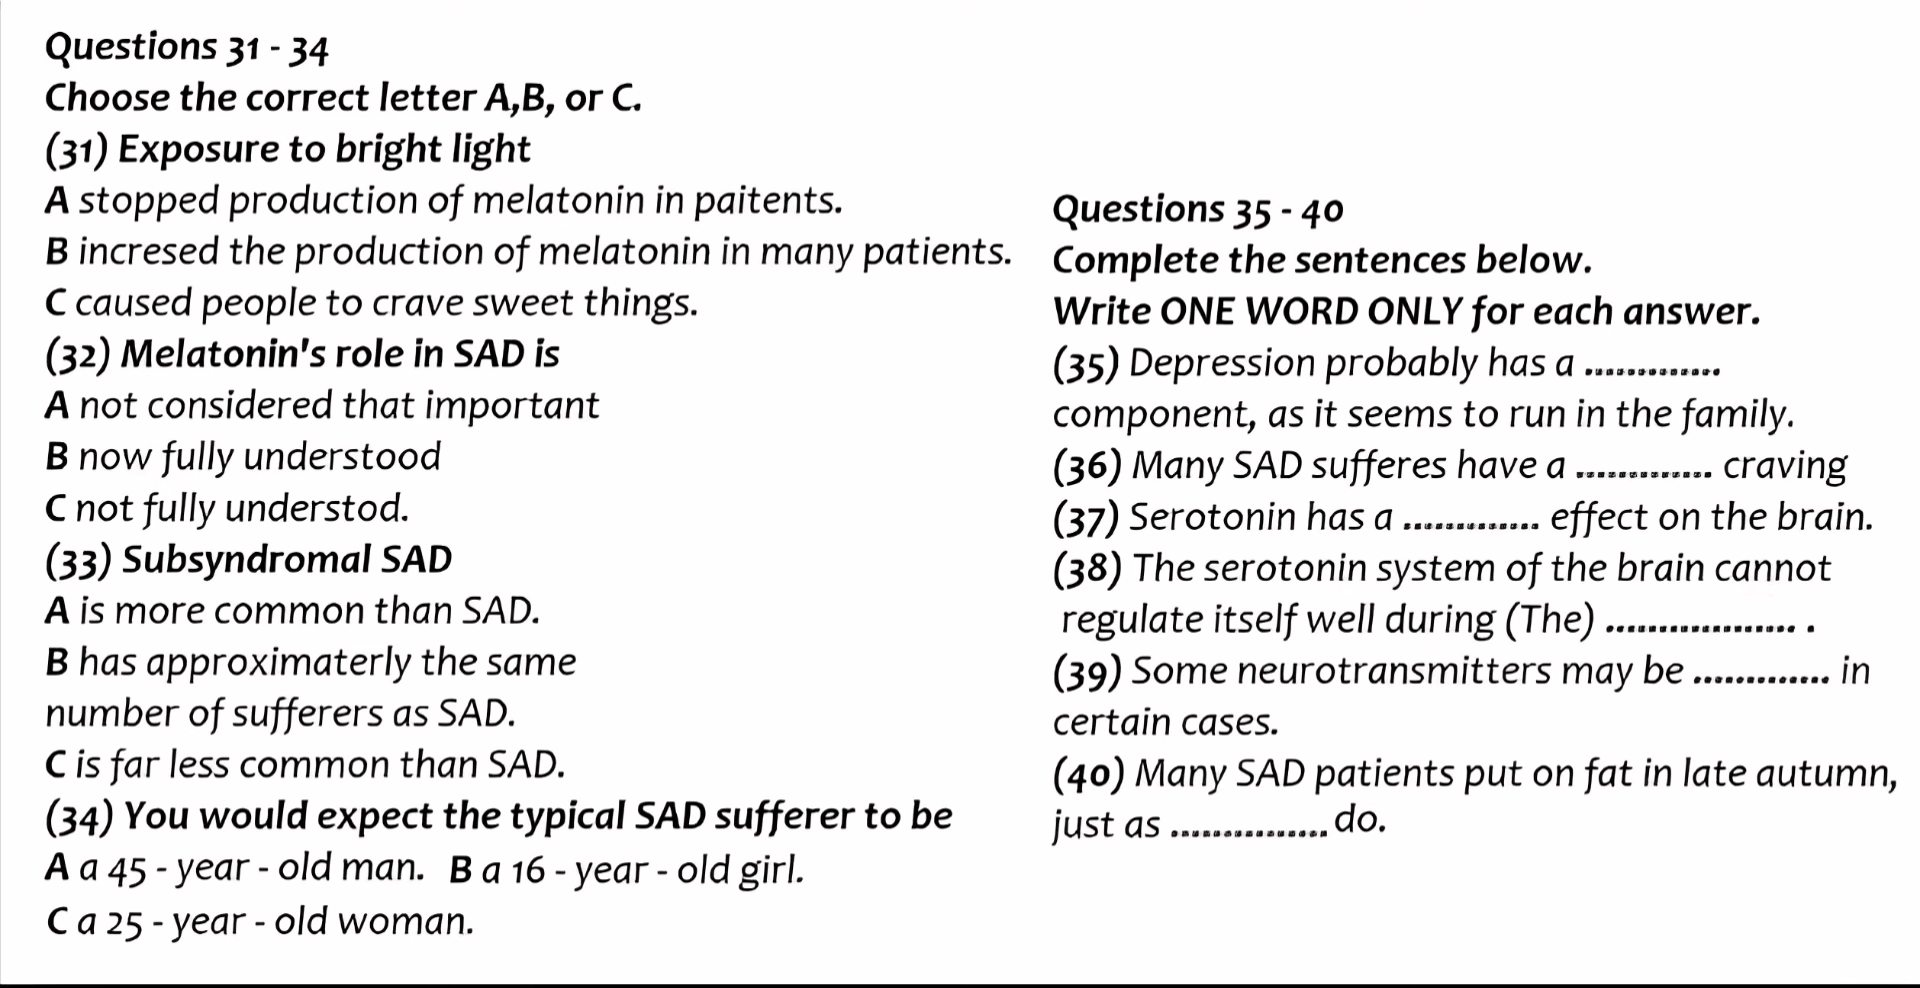 Questions 31 - 34
Choose the correct letter A,B, or C.
(31) Exposure to bright light
A stopped production of melatonin in paitents.
B incresed the production of melatonin in many patients.
C caused people to crave sweet things.
(32) Melatonin's role in SAD is
A not considered that important
B now fully understood
C not fully understod.
(33) Subsyndromal SAD
A is more common than SAD.
B has approximaterly the same
number of sufferers as SAD.
C is far less common than SAD.
(34) You would expect the typical SAD sufferer to be
A a 45 - year - old man. B a 16 - year - old girl.
C a 25 - year - old woman.
Questions 35 - 40
Complete the sentences below.
Write ONE WORD ONLY for each answer.
(35) Depression probably has a .............
component, as it seems to run in the family.
(36) Many SAD sufferes have a ............. craving
(37) Serotonin has a ............. effect on the brain.
(38) The serotonin system of the brain cannot
regulate itself well during (The) .................. .
(39) Some neurotransmitters may be ............. in
certain cases.
(40) Many SAD patients put on fat in late autumn,
just as ............... do.